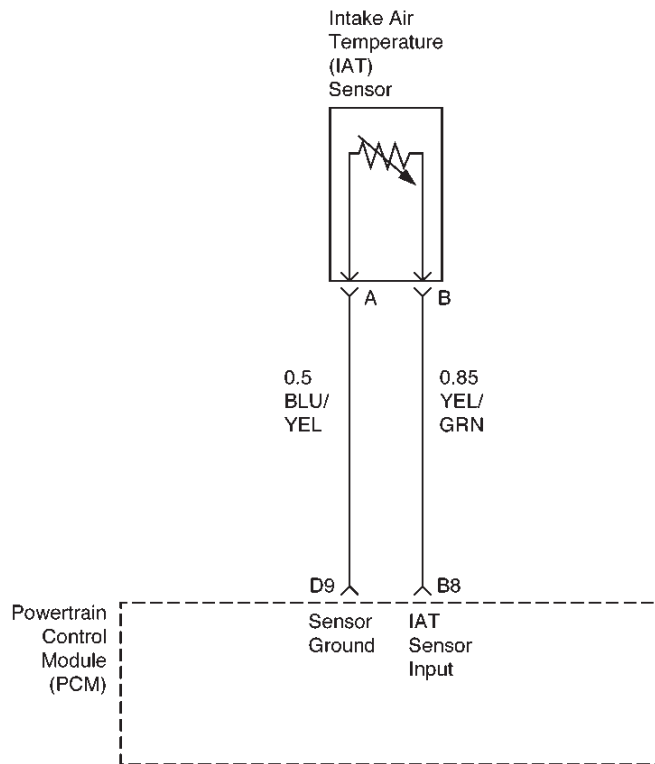 Intake Air
Temperature
(IAT)
Sensor
A
B
0.5
BLU/
YEL
0.85
YEL/
GRN
D9
B8
Powertrain
Control
Module
(PCM)
Sensor
Ground
IAT
Sensor
Input